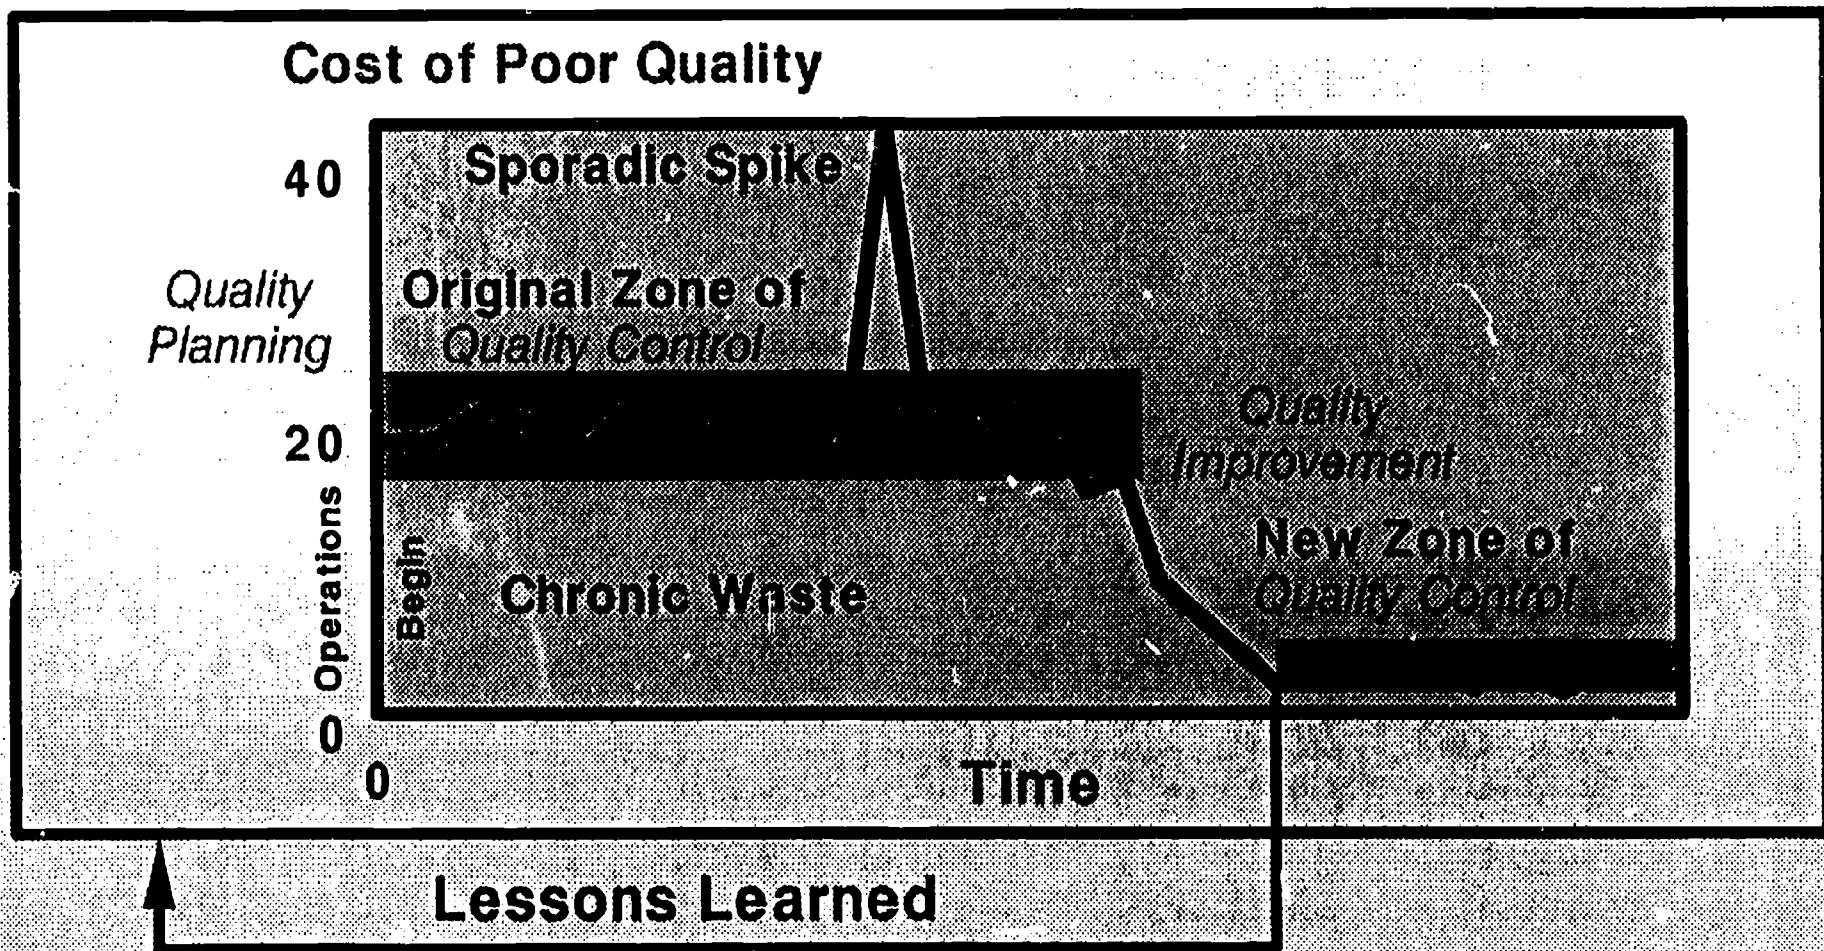 Cost of Poor Quality
40
Sporadic Spike
Quality
Planning
Original Zone of
Quality Control
20
Quality
Improvement
Operations
Begin
Chronic Waste
New Zone of
Quality Control
0
0
Time
Lessons Learned